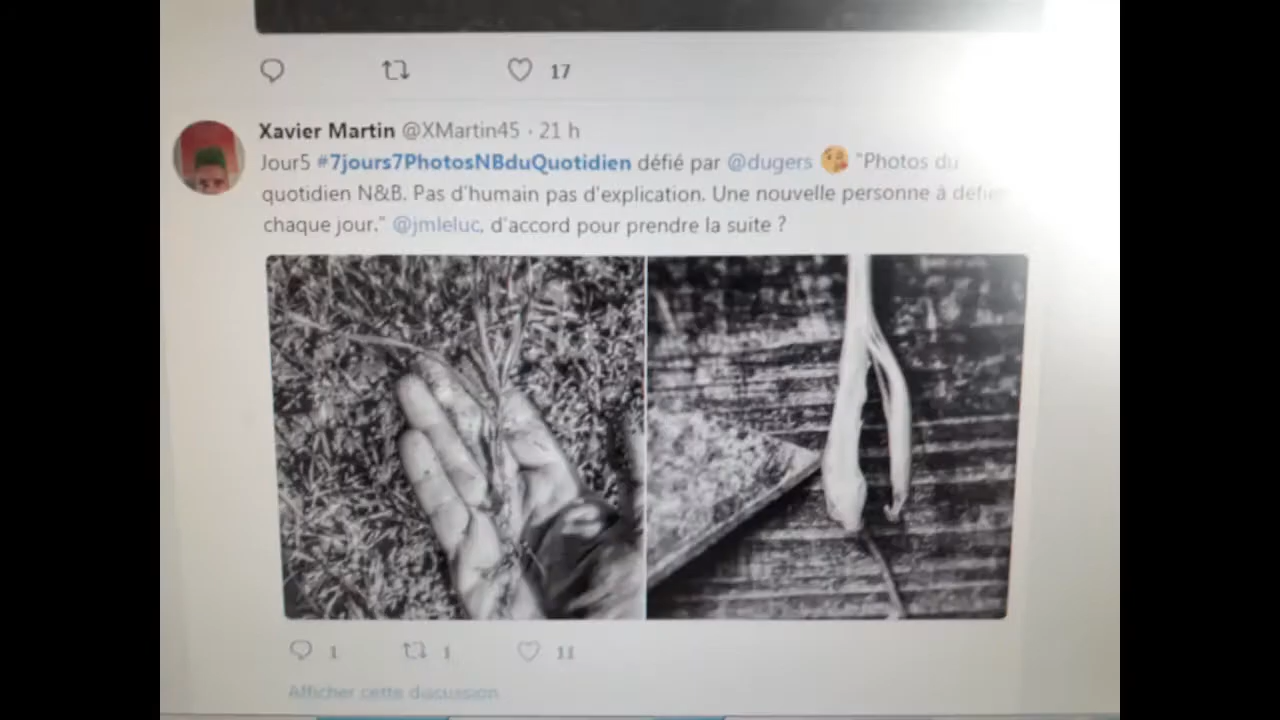 17
Xavier Martin @XMartin45 · 21 h
Jour5 #7jours7PhotosNBduQuotidien défié par @dugers 😘 "Photos du
quotidien N&B. Pas d'humain pas d'explication. Une nouvelle personne à défier
chaque jour." @jmleluc, d'accord pour prendre la suite ?
1 1 11
Afficher cette discussion